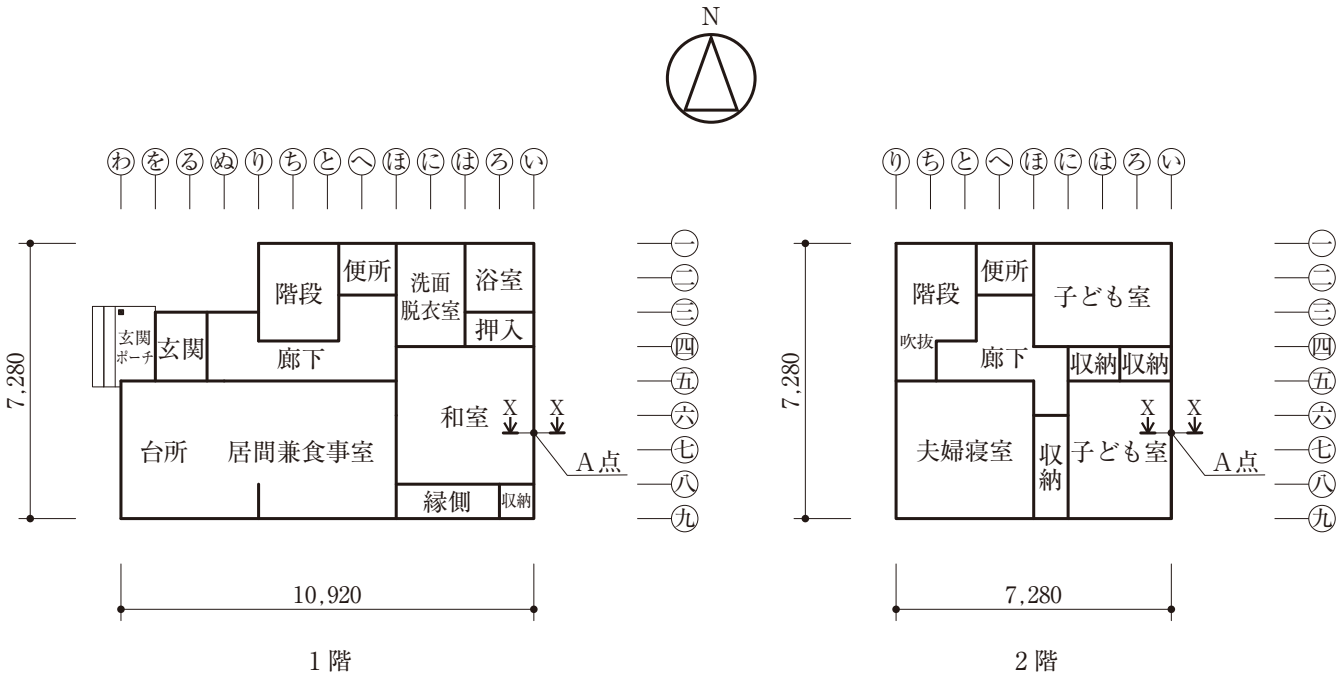 N
わ を る ぬ り ち と へ ほ に は ろ い
り ち と へ ほ に は ろ い
一
二
三
四
五
六
七
八
九
一
二
三
四
五
六
七
八
九
7,280
階段
便所
洗面
脱衣室
浴室
押入
玄関
ポーチ
玄関
廊下
和室
台所
居間兼食事室
縁側
収納
X X
A点
10,920
1階
7,280
階段
便所
子ども室
吹抜
廊下
収納
収納
夫婦寝室
収納
子ども室
X X
A点
7,280
2階